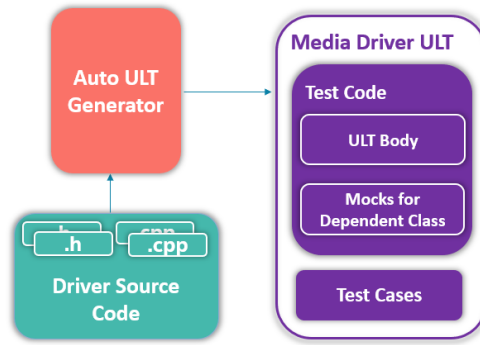 Auto ULT
Generator
Media Driver ULT
Test Code
ULT Body
Mocks for
Dependent Class
Test Cases
.h
.cpp
.h
.cpp
Driver Source
Code